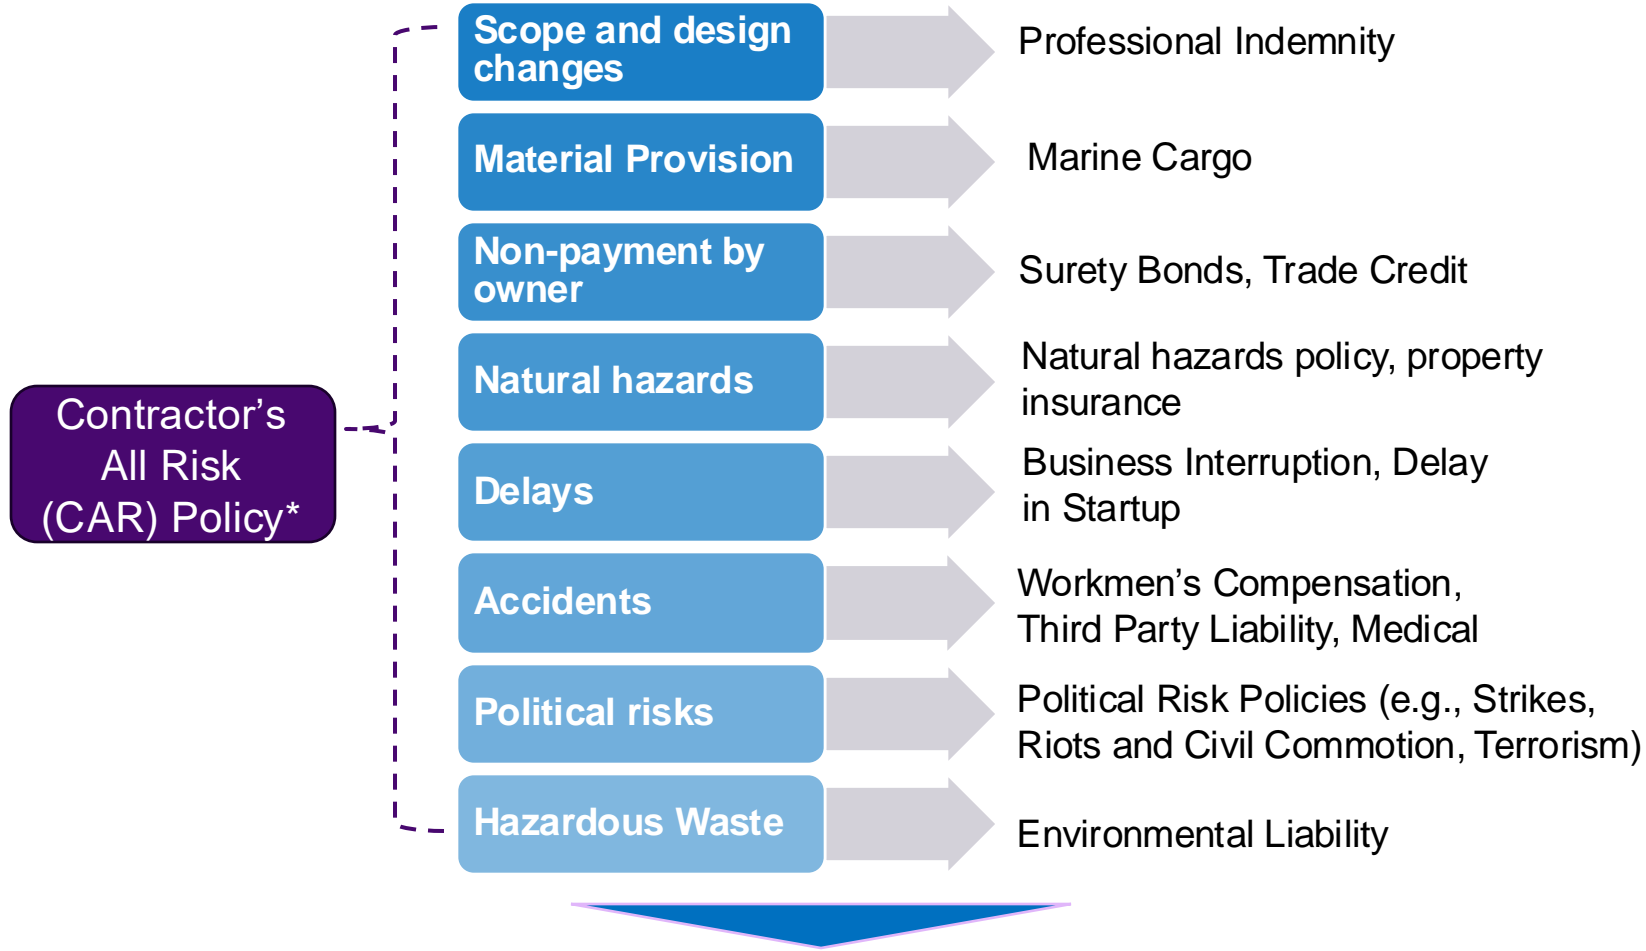 Scope and design
changes
Professional Indemnity
Material Provision
Marine Cargo
Non-payment by
owner
Surety Bonds, Trade Credit
Natural hazards
Natural hazards policy, property
insurance
Contractor’s
All Risk
(CAR) Policy*
Delays
Business Interruption, Delay
in Startup
Accidents
Workmen’s Compensation,
Third Party Liability, Medical
Political risks
Political Risk Policies (e.g., Strikes,
Riots and Civil Commotion, Terrorism)
Hazardous Waste
Environmental Liability